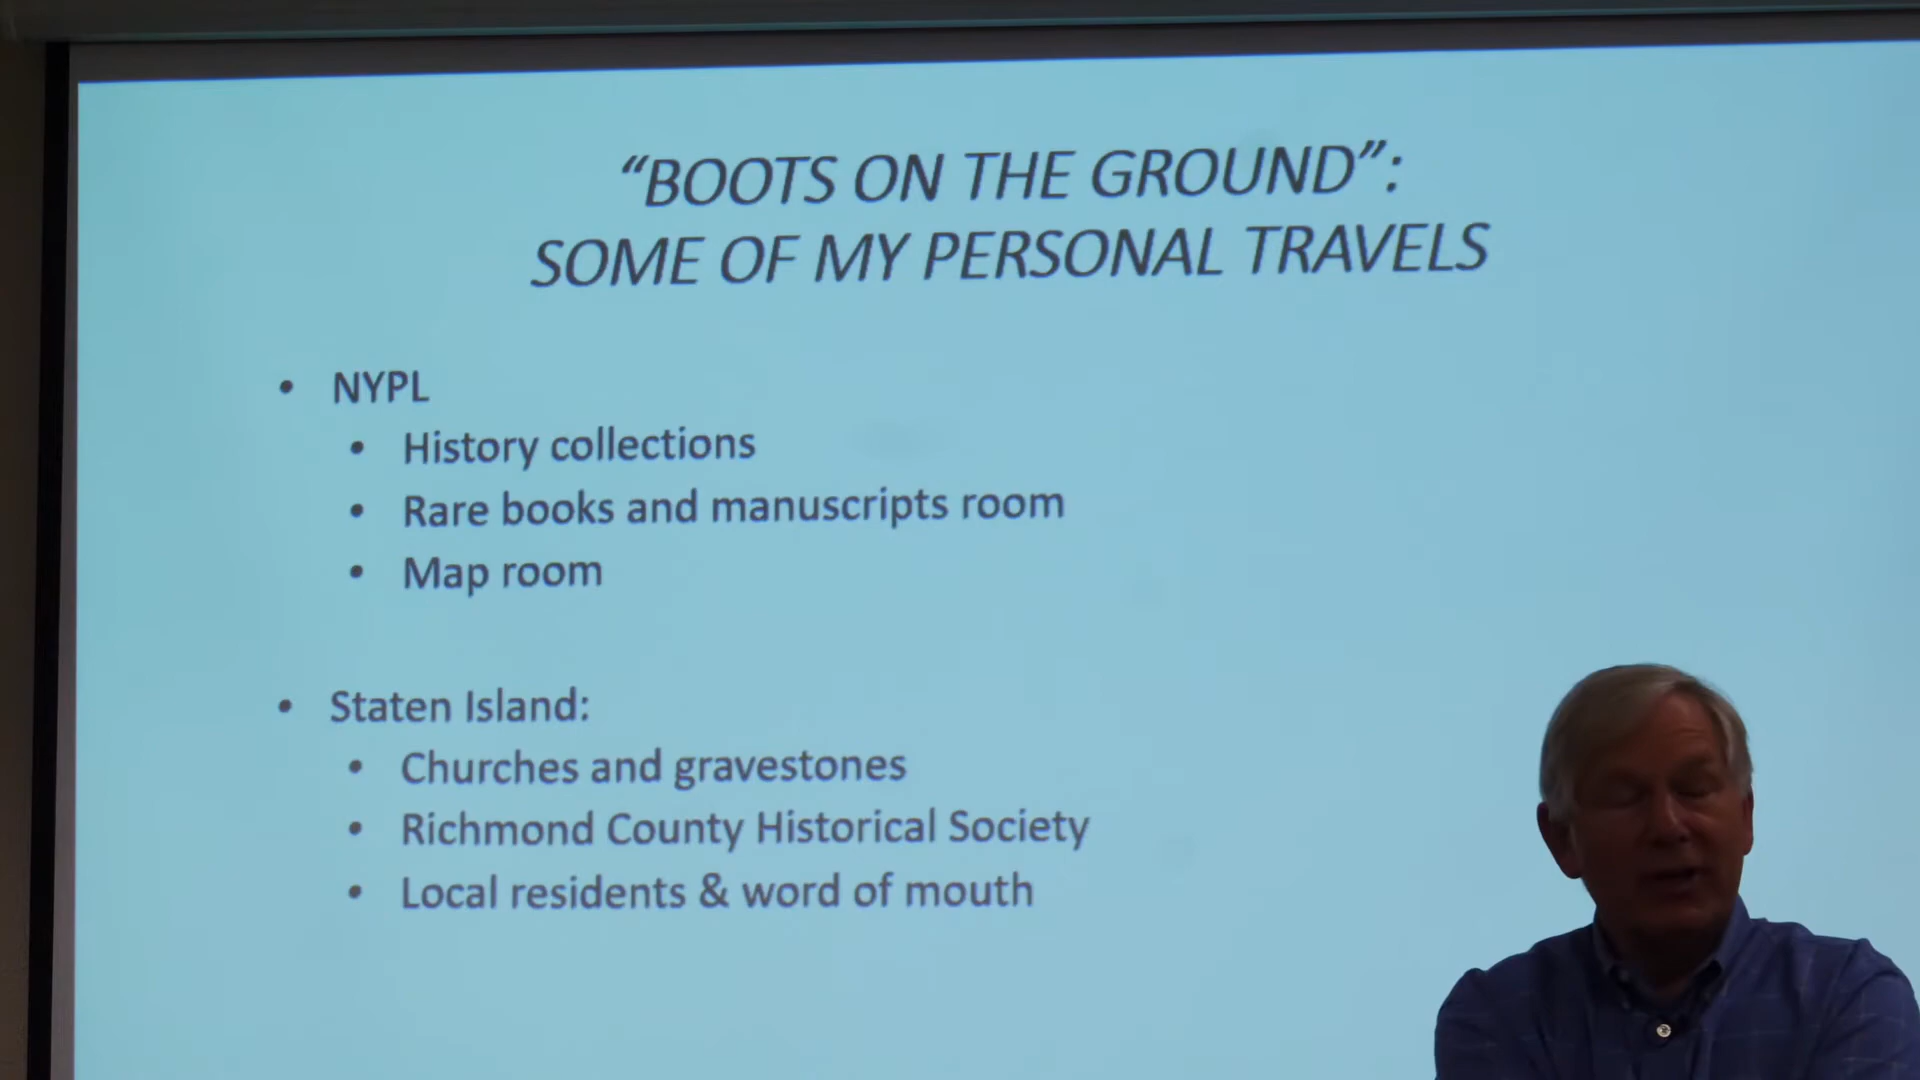 “BOOTS ON THE GROUND”:
SOME OF MY PERSONAL TRAVELS
• NYPL
• History collections
• Rare books and manuscripts room
• Map room
• Staten Island:
• Churches and gravestones
• Richmond County Historical Society
• Local residents & word of mouth